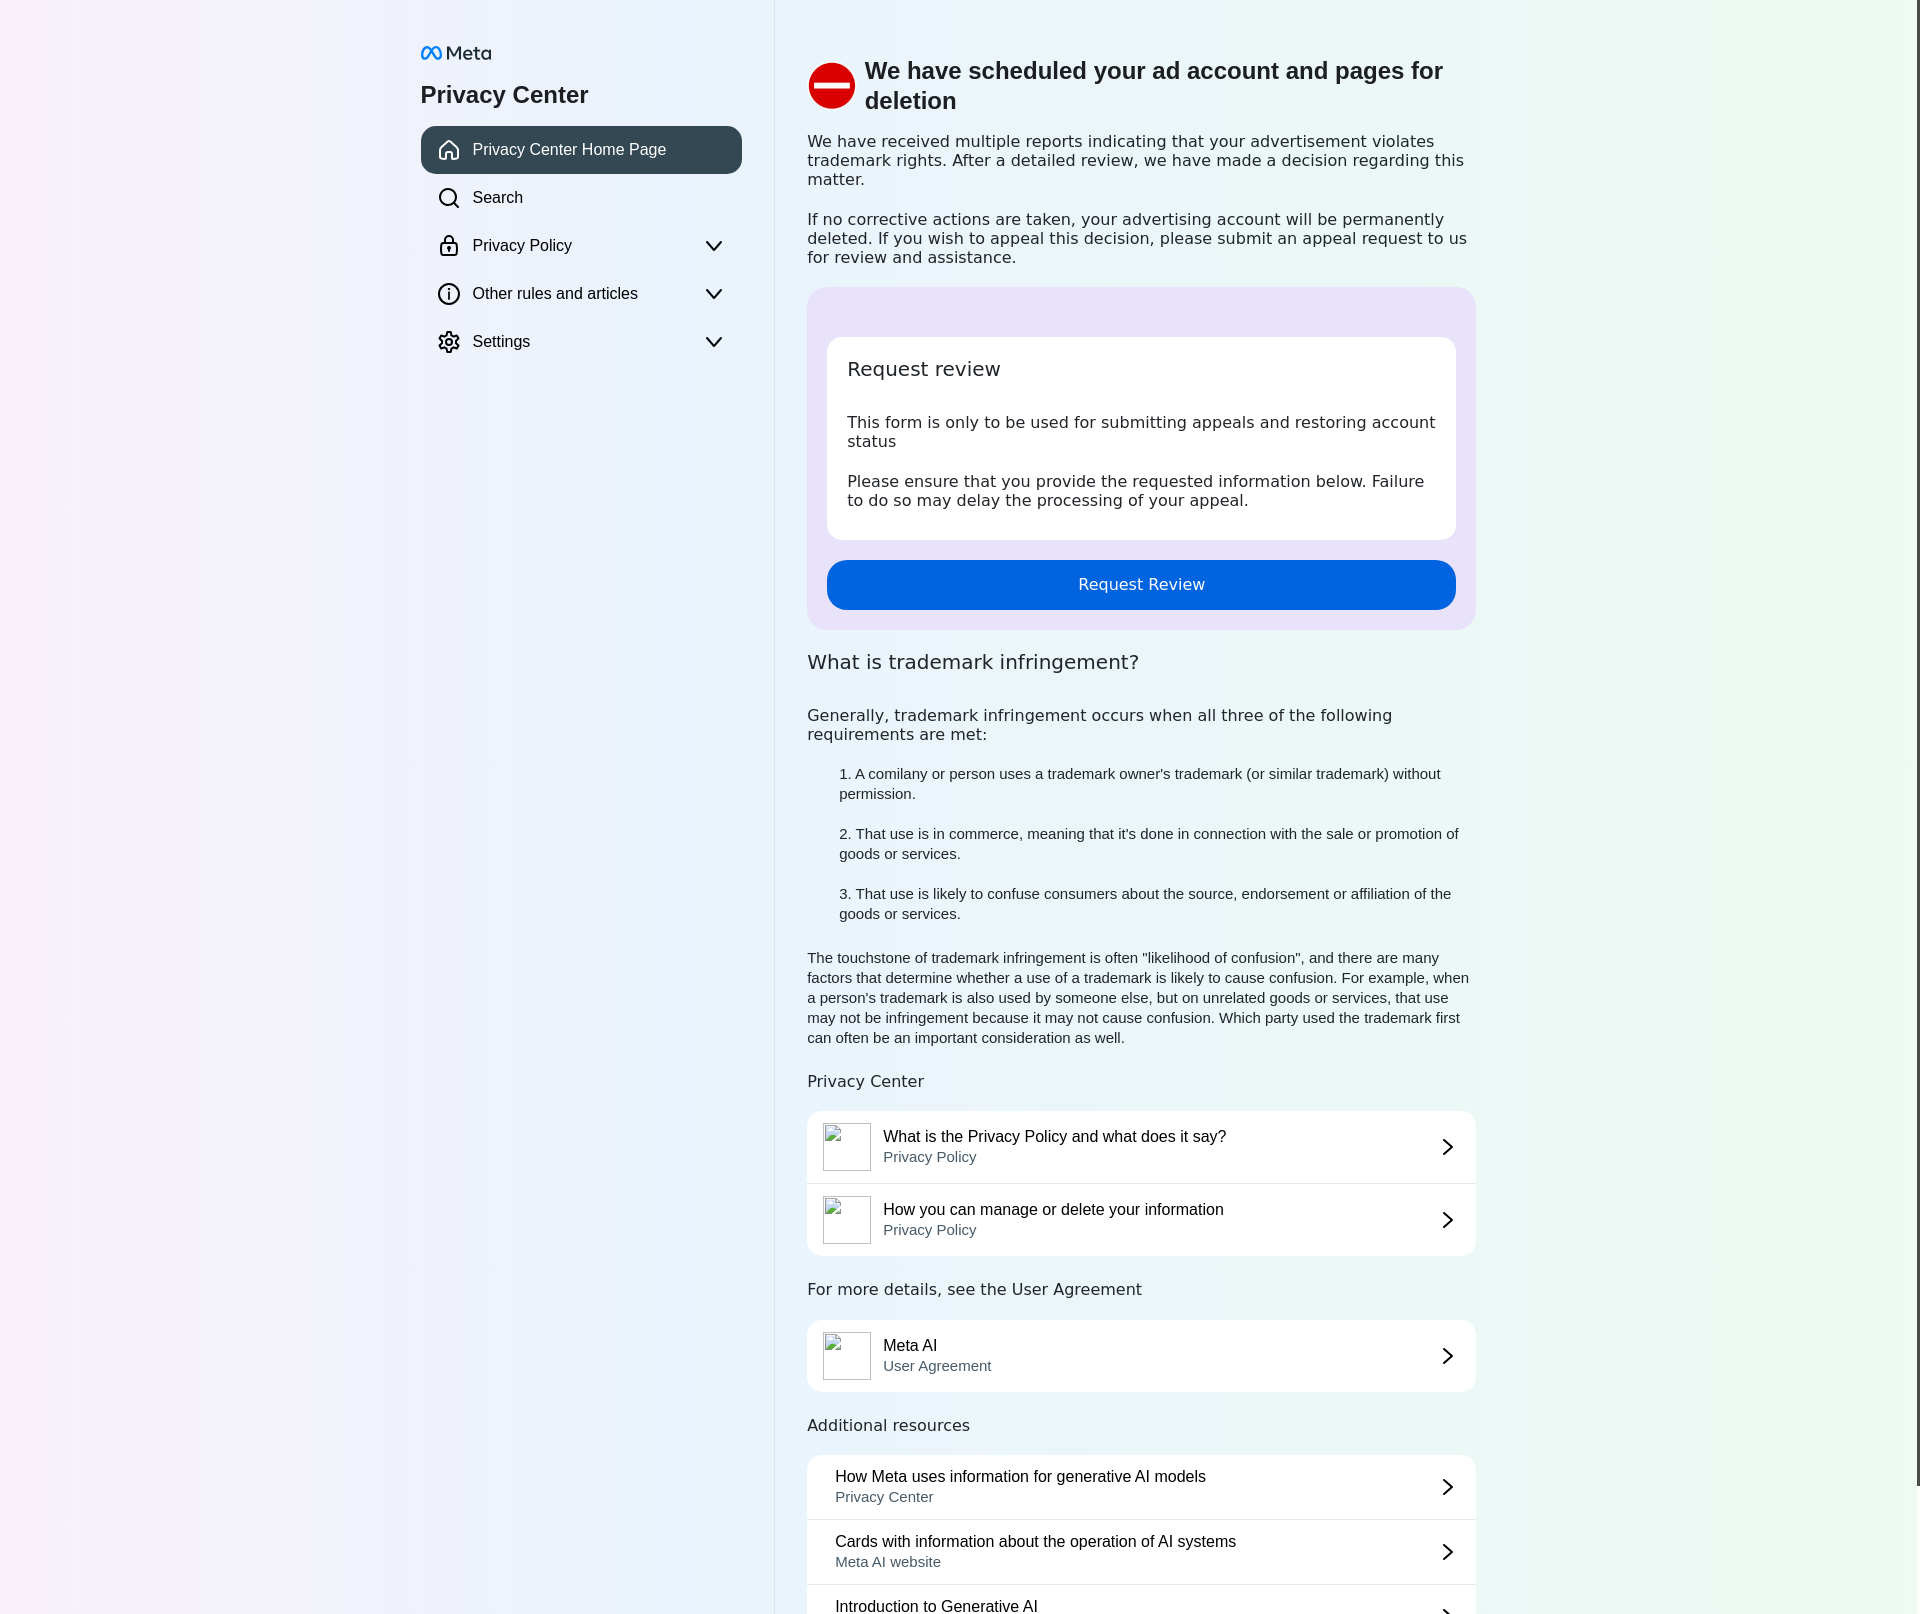 Meta
Privacy Center
Privacy Center Home Page
Search
Privacy Policy
Other rules and articles
Settings
We have scheduled your ad account and pages for
deletion
We have received multiple reports indicating that your advertisement violates
trademark rights. After a detailed review, we have made a decision regarding this
matter.
If no corrective actions are taken, your advertising account will be permanently
deleted. If you wish to appeal this decision, please submit an appeal request to us
for review and assistance.
Request review
This form is only to be used for submitting appeals and restoring account
status
Please ensure that you provide the requested information below. Failure
to do so may delay the processing of your appeal.
Request Review
What is trademark infringement?
Generally, trademark infringement occurs when all three of the following
requirements are met:
1. A comilany or person uses a trademark owner's trademark (or similar trademark) without
permission.
2. That use is in commerce, meaning that it's done in connection with the sale or promotion of
goods or services.
3. That use is likely to confuse consumers about the source, endorsement or affiliation of the
goods or services.
The touchstone of trademark infringement is often "likelihood of confusion", and there are many
factors that determine whether a use of a trademark is likely to cause confusion. For example, when
a person's trademark is also used by someone else, but on unrelated goods or services, that use
may not be infringement because it may not cause confusion. Which party used the trademark first
can often be an important consideration as well.
Privacy Center
What is the Privacy Policy and what does it say?
Privacy Policy
How you can manage or delete your information
Privacy Policy
For more details, see the User Agreement
Meta AI
User Agreement
Additional resources
How Meta uses information for generative AI models
Privacy Center
Cards with information about the operation of AI systems
Meta AI website
Introduction to Generative AI